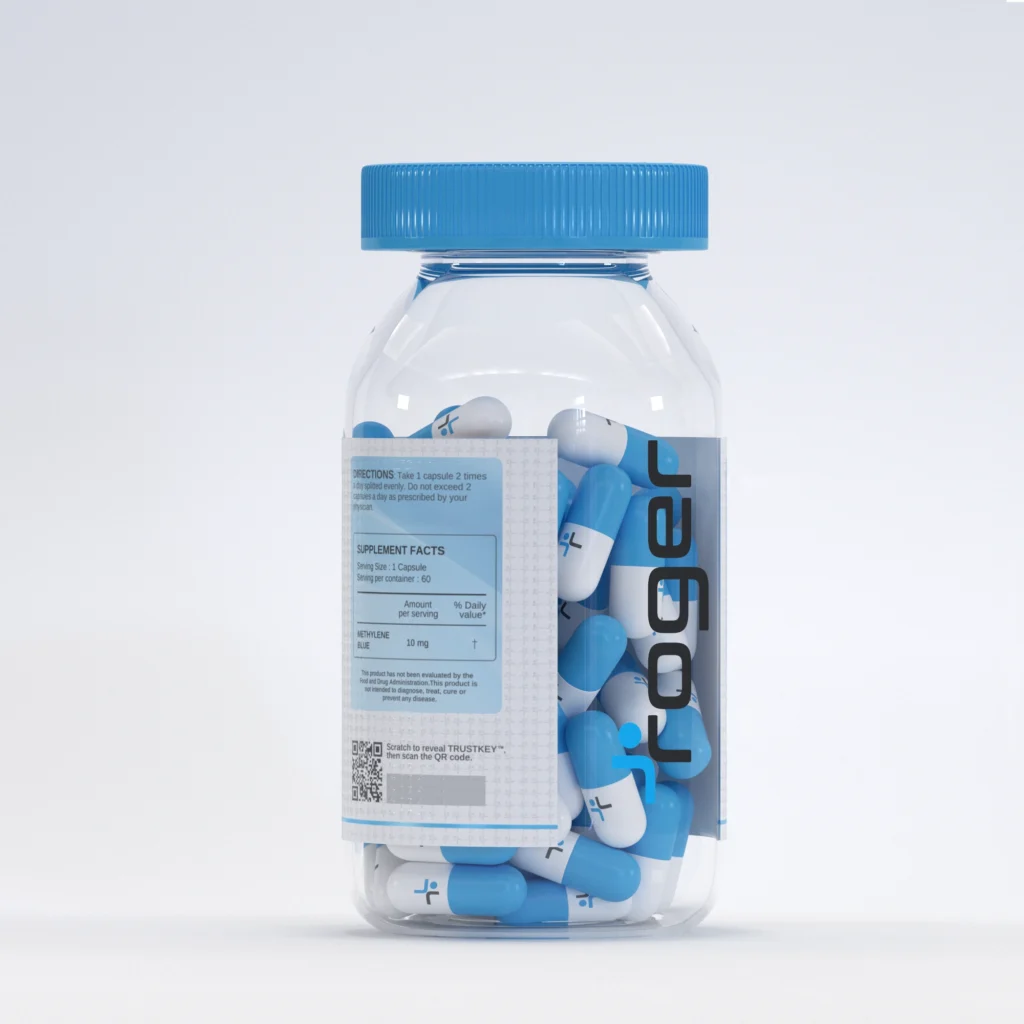 DIRECTIONS: Take 1 capsule 2 times
a day splitted evenly. Do not exceed 2
capsules a day as prescribed by your
physician.
SUPPLEMENT FACTS
Serving Size : 1 Capsule
Serving per container : 60
Amount per serving
% Daily value*
METHYLENE BLUE
10 mg
†
This product has not been evaluated by the
Food and Drug Administration.This product is
not intended to diagnose, treat, cure or
prevent any disease.
Scratch to reveal TRUSTKEY™,
then scan the QR code.
roger